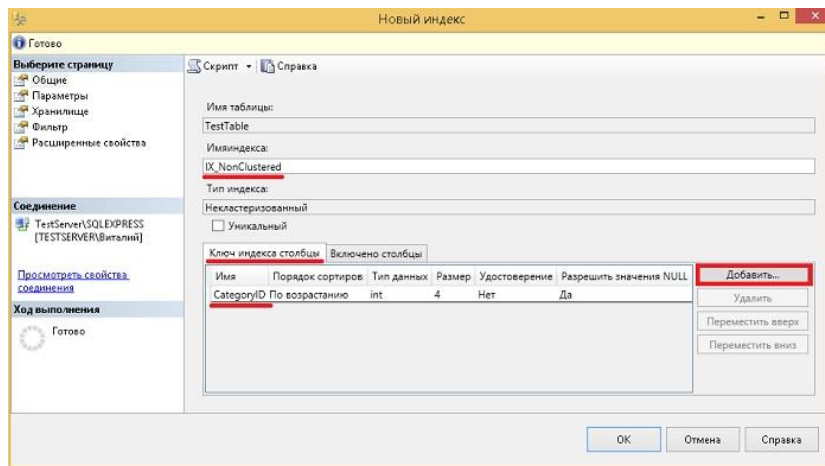 Новый индекс
Готово
Выберите страницу
Общие
Параметры
Хранилище
Фильтр
Расширенные свойства
Соединение
TestServer\SQLEXPRESS
[TESTSERVER\Виталий]
Просмотреть свойства
соединения
Ход выполнения
Готово
Скрипт
Справка
Имя таблицы:
TestTable
Имяиндекса:
IX_NonClustered
Тип индекса:
Некластеризованный
Уникальный
Ключ индекса столбцы Включено столбцы
Имя Порядок сортиров Тип данных Размер Удостоверение Разрешить значения NULL
CategoryID По возрастанию int 4 Нет Да
Добавить...
Удалить
Переместить вверх
Переместить вниз
OK Отмена Справка